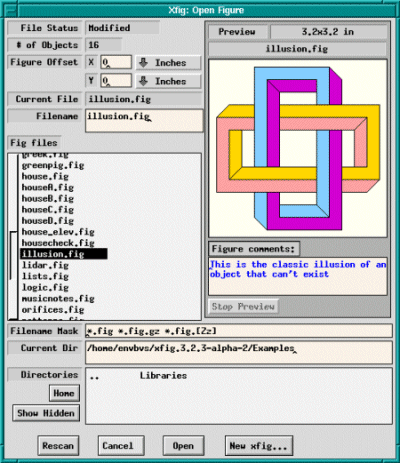 Xfig: Open Figure
File Status Modified
# of Objects 16
Figure Offset X 0 Inches
Y 0 Inches
Current File illusion.fig
Filename illusion.fig
Fig files
greek.fig
greenpig.fig
house.fig
houseA.fig
houseB.fig
houseC.fig
houseD.fig
house_elev.fig
housecheck.fig
illusion.fig
lidar.fig
lists.fig
logic.fig
musicnotes.fig
orifices.fig
patterns.fig
Preview 3.2x3.2 in
illusion.fig
Figure comments:
This is the classic illusion of an
object that can't exist
Stop Preview
Filename Mask *.fig *.fig.gz *.fig.[Zz]
Current Dir /home/envbvs/xfig.3.2.3-alpha-2/Examples
Directories .. Libraries
Home
Show Hidden
Rescan Cancel Open New xfig...